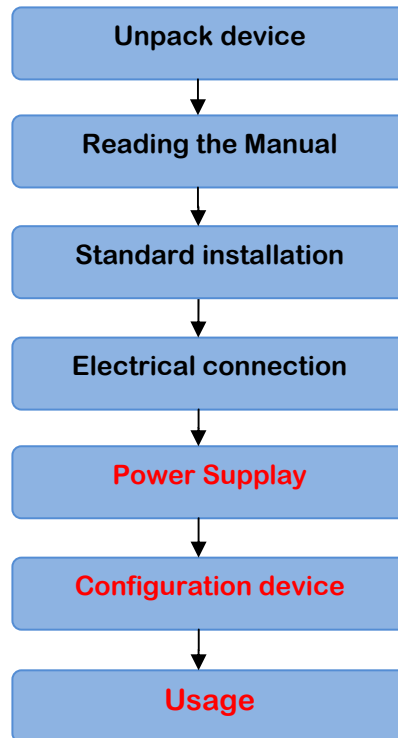 Unpack device
Reading the Manual
Standard installation
Electrical connection
Power Supplay
Configuration device
Usage